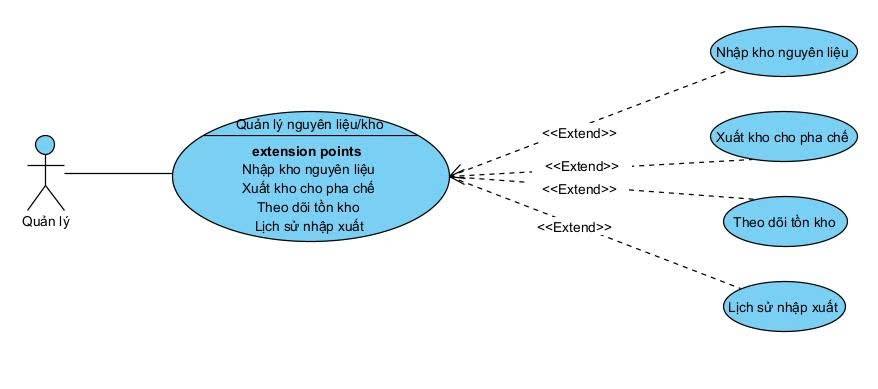 Quản lý
Quản lý nguyên liệu/kho
extension points
Nhập kho nguyên liệu
Xuất kho cho pha chế
Theo dõi tồn kho
Lịch sử nhập xuất
<<Extend>>
<<Extend>>
<<Extend>>
<<Extend>>
Nhập kho nguyên liệu
Xuất kho cho pha chế
Theo dõi tồn kho
Lịch sử nhập xuất